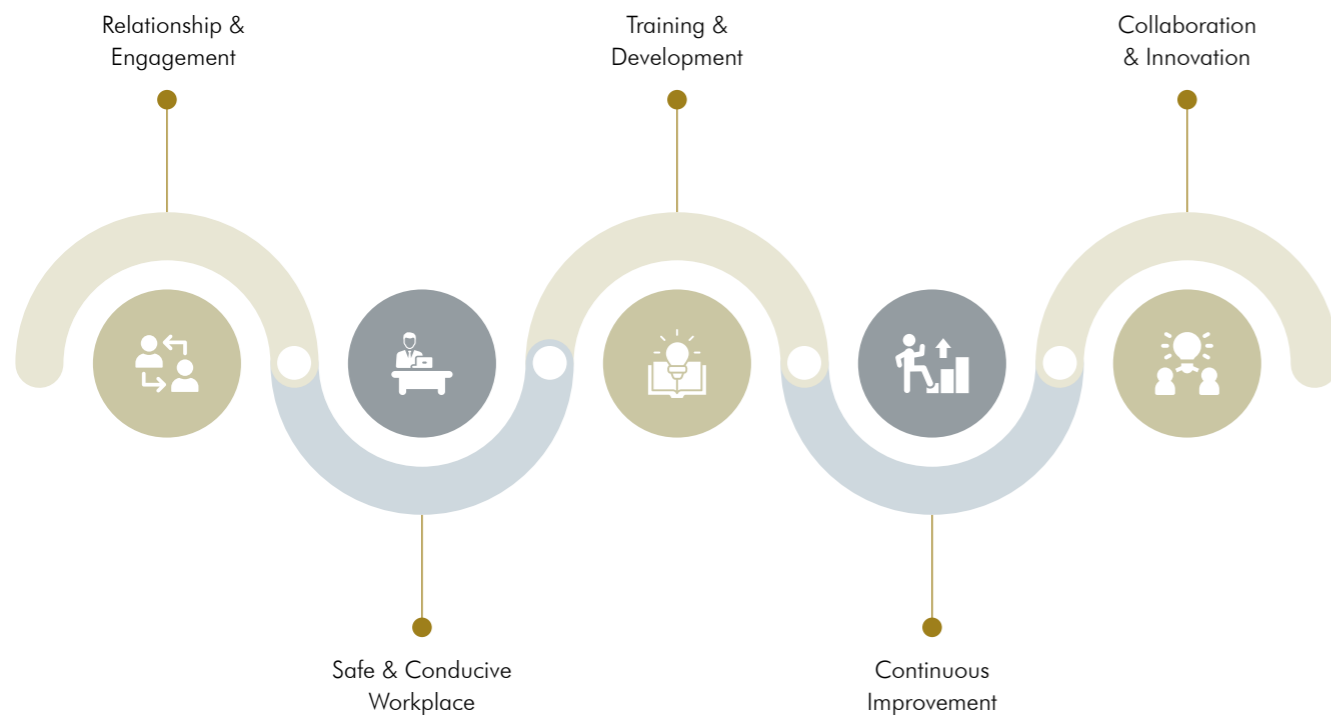 Relationship &
Engagement
Training &
Development
Collaboration
& Innovation
Safe & Conducive
Workplace
Continuous
Improvement